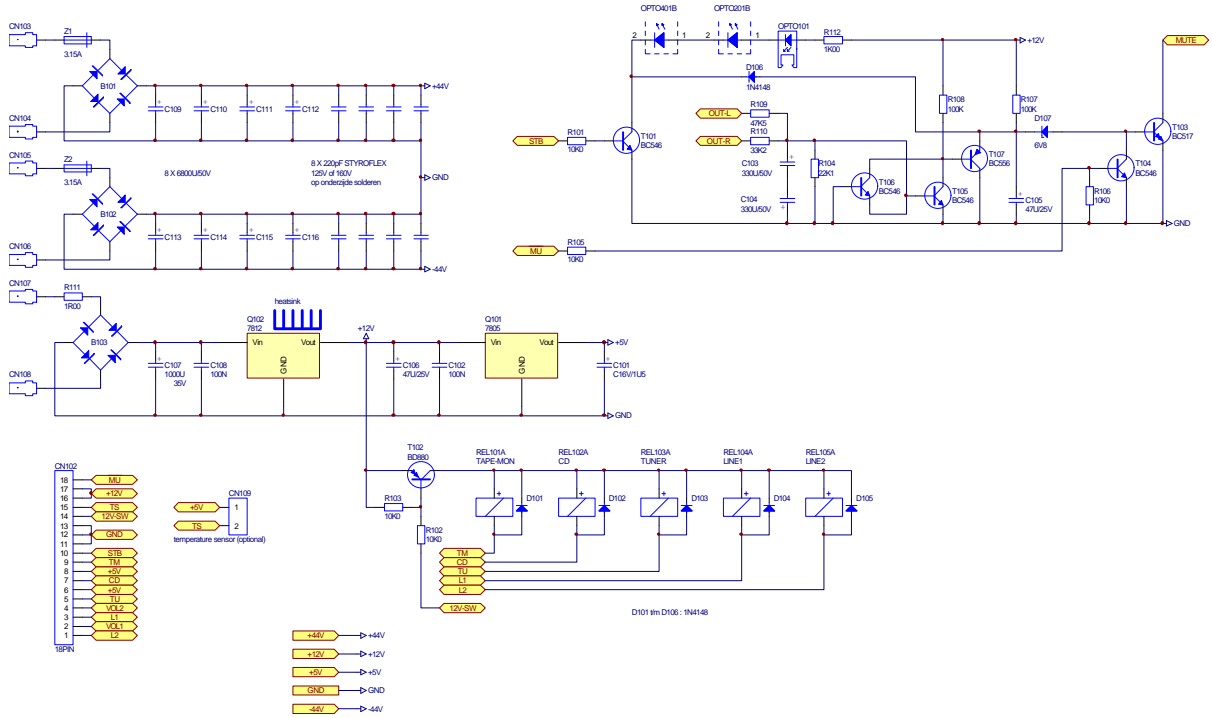 CN103
Z1
3.15A
B101
CN104
+ C109
+ C110
+ C111
+ C112
+44V
CN105
Z2
3.15A
8 X 6800U/50V
8 X 220pF STYROFLEX
125V of 160V
op onderzijde solderen
GND
B102
CN106
+ C113
+ C114
+ C115
+ C116
-44V
CN107
R111
1R00
B103
CN108
+ C107
1000U
35V
C108
100N
heatsink
Q102
7812
Vin
Vout
GND
+12V
+ C106
47U/25V
C102
100N
Q101
7805
Vin
Vout
GND
+5V
+ C101
C16V/1U5
GND
OPTO401B
OPTO201B
OPTO101
2
1
2
1
R112
1K00
+12V
MUTE
D106
1N4148
R108
100K
R107
100K
D107
6V8
T103
BC517
STB
R101
10K0
T101
BC546
OUT-L
R109
47K5
OUT-R
R110
33K2
C103
330U/50V
C104
330U/50V
R104
22K1
T106
BC546
T107
BC556
T105
BC546
+ C105
47U/25V
R106
10K0
T104
BC546
GND
MU
R105
10K0
T102
BD880
R103
10K0
R102
10K0
12V-SW
REL101A
TAPE-MON
REL102A
CD
REL103A
TUNER
REL104A
LINE1
REL105A
LINE2
+
D101
+
D102
+
D103
+
D104
+
D105
TM
CD
TU
L1
L2
D101 t/m D106 : 1N4148
CN102
18 MU
17
16 +12V
15 TS
14 12V-SW
13
12 GND
11
10 STB
9 TM
8 +5V
7 CD
6 +5V
5 TU
4 VOL2
3 L1
2 VOL1
1 L2
18PIN
CN109
+5V 1
TS 2
temperature sensor (optional)
+44V +44V
+12V +12V
+5V +5V
GND GND
-44V -44V